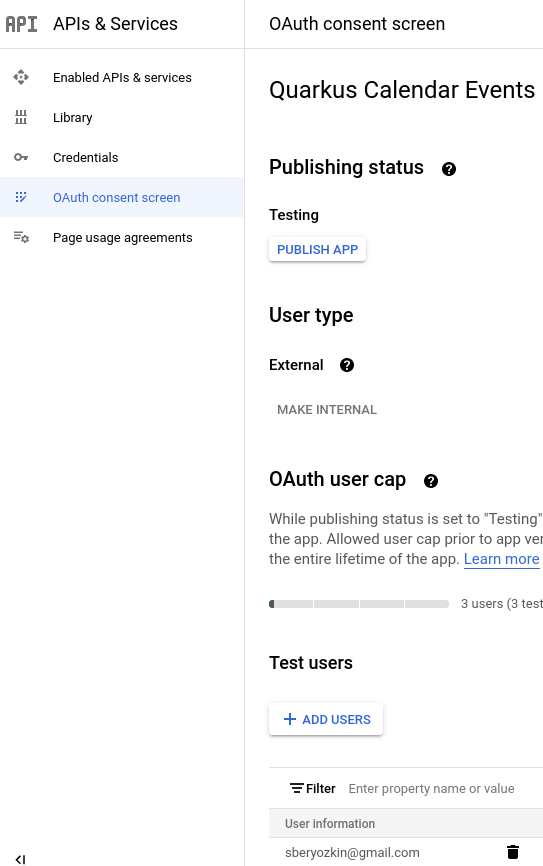 API APIs & Services
Enabled APIs & services
Library
Credentials
OAuth consent screen
Page usage agreements
OAuth consent screen
Quarkus Calendar Events
Publishing status
Testing
PUBLISH APP
User type
External
MAKE INTERNAL
OAuth user cap
While publishing status is set to "Testing"
the app. Allowed user cap prior to app ver
the entire lifetime of the app. Learn more
3 users (3 test
Test users
ADD USERS
Filter Enter property name or value
User information
sberyozkin@gmail.com